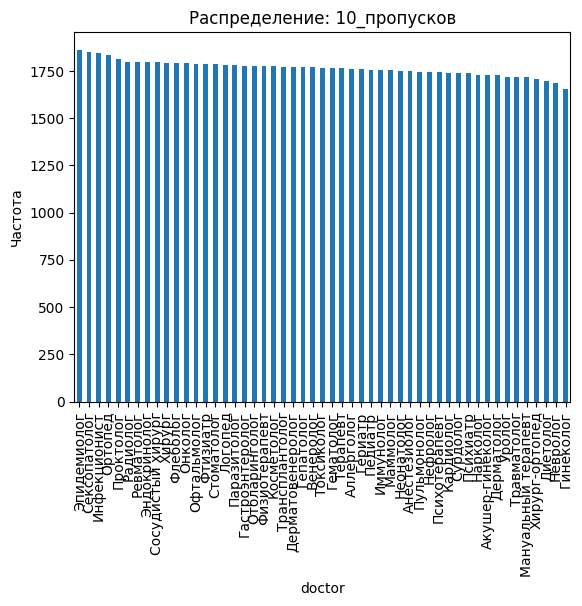 Распределение: 10_пропусков
Частота
1750
1500
1250
1000
750
500
250
0
Эпидемиолог
Сексопатолог
Инфекционист
Ортопед
Проктолог
Радиолог
Ревматолог
Эндокринолог
Сосудистый хирург
Хирург
Флеболог
Онколог
Офтальмолог
Фтизиатр
Стоматолог
Логопед
Паразитолог
Гастроэнтеролог
Отоларинголог
Физиотерапевт
Косметолог
Трансплантолог
Дерматовенеролог
Гепатолог
Венеролог
Токсиколог
Гематолог
Терапевт
Аллерголог
Гериатр
Педиатр
Иммунолог
Маммолог
Неонатолог
Анестезиолог
Пульмонолог
Нефролог
Психотерапевт
Кардиолог
Сурдолог
Психиатр
Нарколог
Акушер-гинеколог
Дерматолог
Уролог
Травматолог
Мануальный терапевт
Хирург-ортопед
Диетолог
Невролог
Гинеколог
doctor